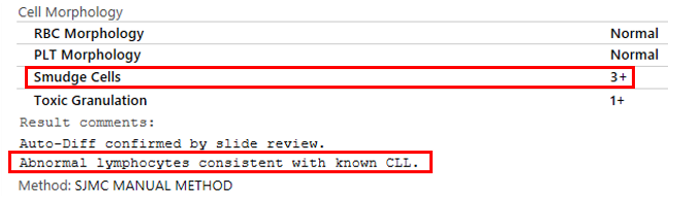 Cell Morphology
RBC Morphology Normal
PLT Morphology Normal
Smudge Cells 3+
Toxic Granulation 1+
Result comments:
Auto-Diff confirmed by slide review.
Abnormal lymphocytes consistent with known CLL.
Method: SJMC MANUAL METHOD